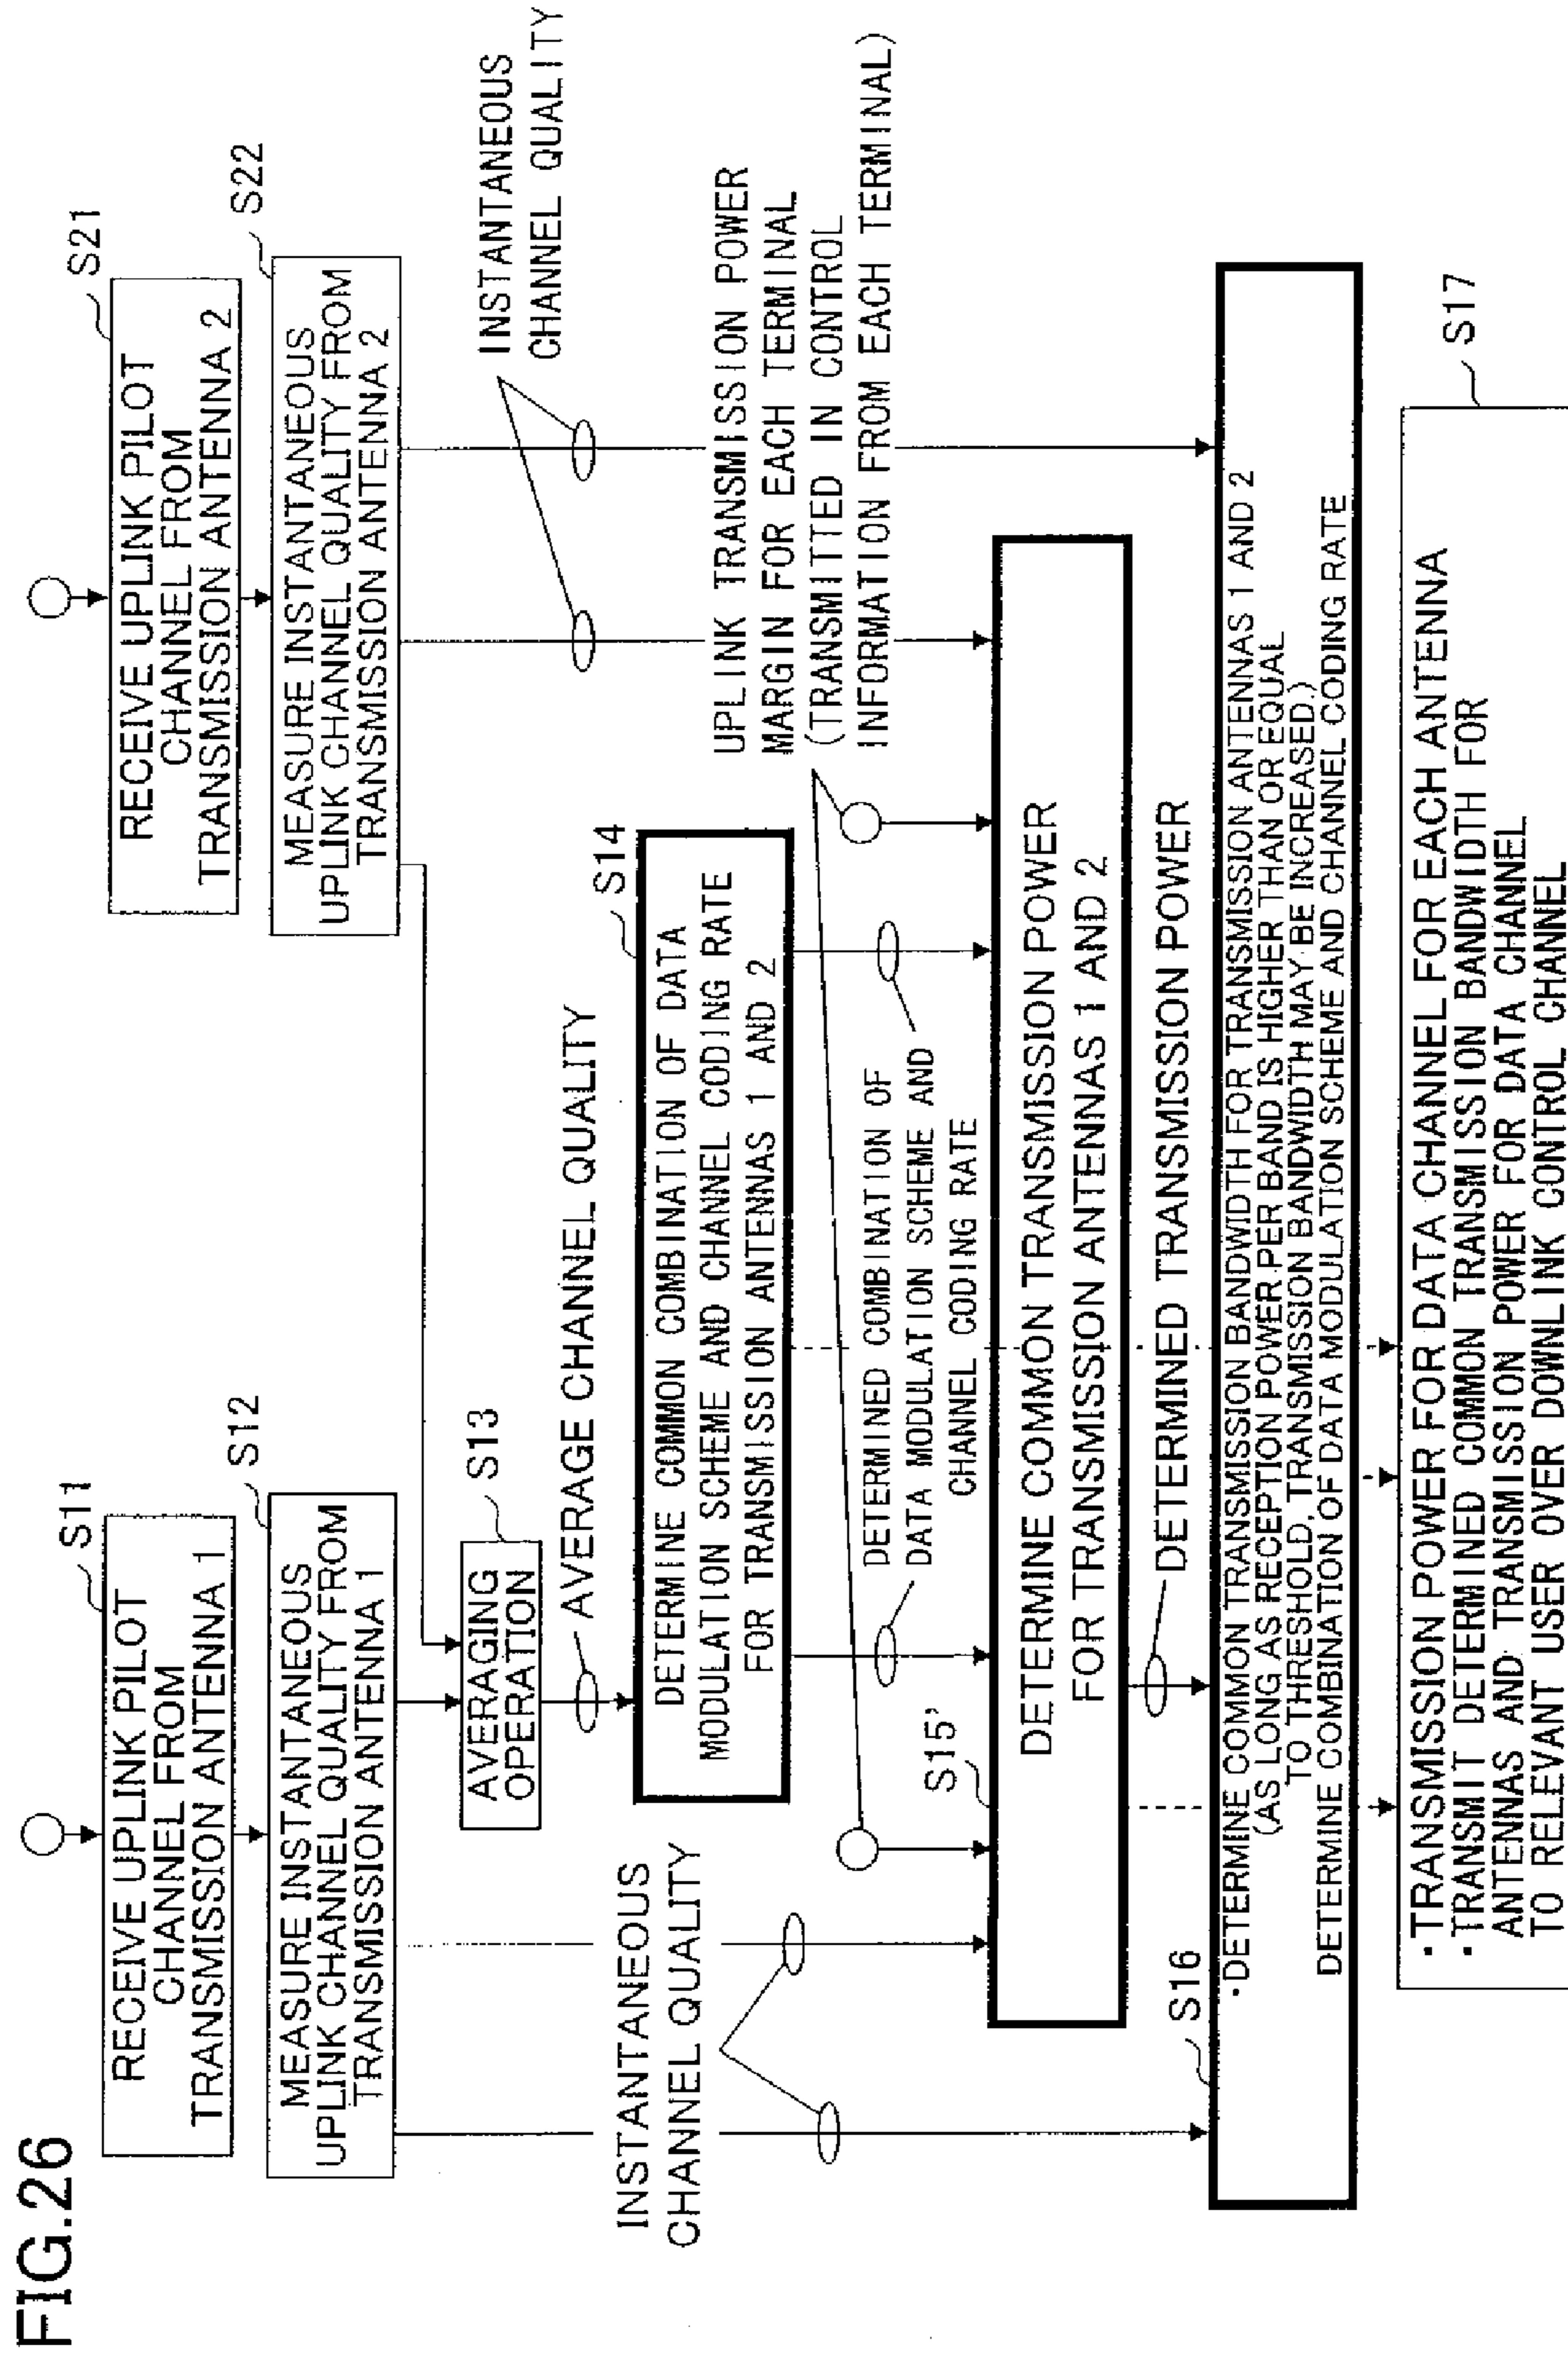 FIG.26
S11
RECEIVE UPLINK PILOT
CHANNEL FROM
TRANSMISSION ANTENNA 1
S21
RECEIVE UPLINK PILOT
CHANNEL FROM
TRANSMISSION ANTENNA 2
S12
MEASURE INSTANTANEOUS
UPLINK CHANNEL QUALITY FROM
TRANSMISSION ANTENNA 1
S22
MEASURE INSTANTANEOUS
UPLINK CHANNEL QUALITY FROM
TRANSMISSION ANTENNA 2
S13
AVERAGING
OPERATION
INSTANTANEOUS
CHANNEL QUALITY
AVERAGE CHANNEL QUALITY
INSTANTANEOUS
CHANNEL QUALITY
S14
DETERMINE COMMON COMBINATION OF DATA
MODULATION SCHEME AND CHANNEL CODING RATE
FOR TRANSMISSION ANTENNAS 1 AND 2
UPLINK TRANSMISSION POWER
MARGIN FOR EACH TERMINAL
(TRANSMITTED IN CONTROL
INFORMATION FROM EACH TERMINAL)
DETERMINED COMBINATION OF
DATA MODULATION SCHEME AND
CHANNEL CODING RATE
S15'
DETERMINE COMMON TRANSMISSION POWER
FOR TRANSMISSION ANTENNAS 1 AND 2
DETERMINED TRANSMISSION POWER
S16
・DETERMINE COMMON TRANSMISSION BANDWIDTH FOR TRANSMISSION ANTENNAS 1 AND 2
(AS LONG AS RECEPTION POWER PER BAND IS HIGHER THAN OR EQUAL
TO THRESHOLD, TRANSMISSION BANDWIDTH MAY BE INCREASED.)
DETERMINE COMBINATION OF DATA MODULATION SCHEME AND CHANNEL CODING RATE
S17
・TRANSMISSION POWER FOR DATA CHANNEL FOR EACH ANTENNA
・TRANSMIT DETERMINED COMMON TRANSMISSION BANDWIDTH FOR
ANTENNAS AND TRANSMISSION POWER FOR DATA CHANNEL
TO RELEVANT USER OVER DOWNLINK CONTROL CHANNEL